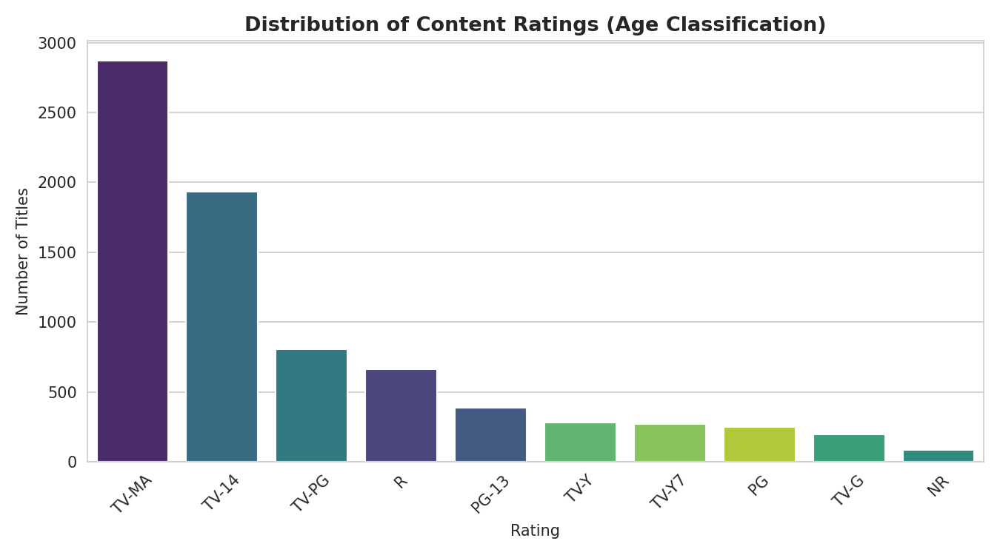 Distribution of Content Ratings (Age Classification)
Number of Titles
3000
2500
2000
1500
1000
500
0
TV-MA
TV-14
TV-PG
R
PG-13
TV-Y
TV-Y7
PG
TV-G
NR
Rating